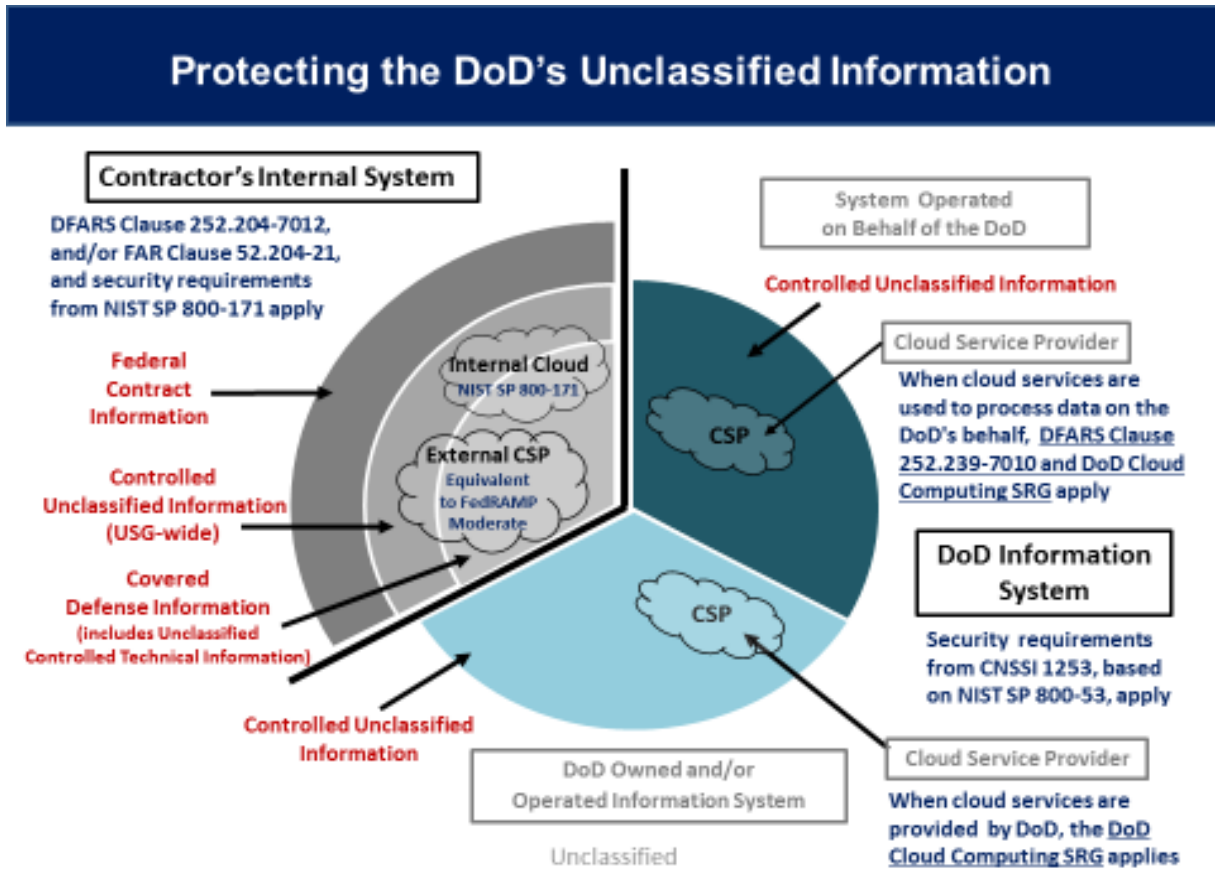 Protecting the DoD's Unclassified Information
Contractor's Internal System
DFARS Clause 252.204-7012,
and/or FAR Clause 52.204-21,
and security requirements
from NIST SP 800-171 apply
Federal
Contract
Information
Controlled
Unclassified Information
(USG-wide)
Covered
Defense Information
(includes Unclassified
Controlled Technical Information)
Internal Cloud
NIST SP 800-171
External CSP
Equivalent
to FedRAMP
Moderate
System Operated
on Behalf of the DoD
Controlled Unclassified Information
Cloud Service Provider
When cloud services are
used to process data on the
DoD's behalf, DFARS Clause
252.239-7010 and DoD Cloud
Computing SRG apply
CSP
DoD Information
System
Security requirements
from CNSSI 1253, based
on NIST SP 800-53, apply
CSP
Controlled Unclassified
Information
DoD Owned and/or
Operated Information System
Cloud Service Provider
When cloud services are
provided by DoD, the DoD
Cloud Computing SRG applies
Unclassified